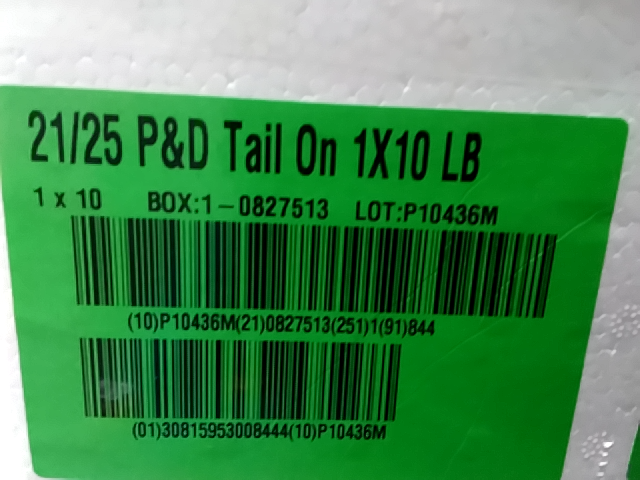 21/25 P&D Tail On 1X10 LB
1 x 10 BOX:1-0827513 LOT:P10436M
(10)P10436M(21)0827513(251)1(91)844
(01)30815953008444(10)P10436M